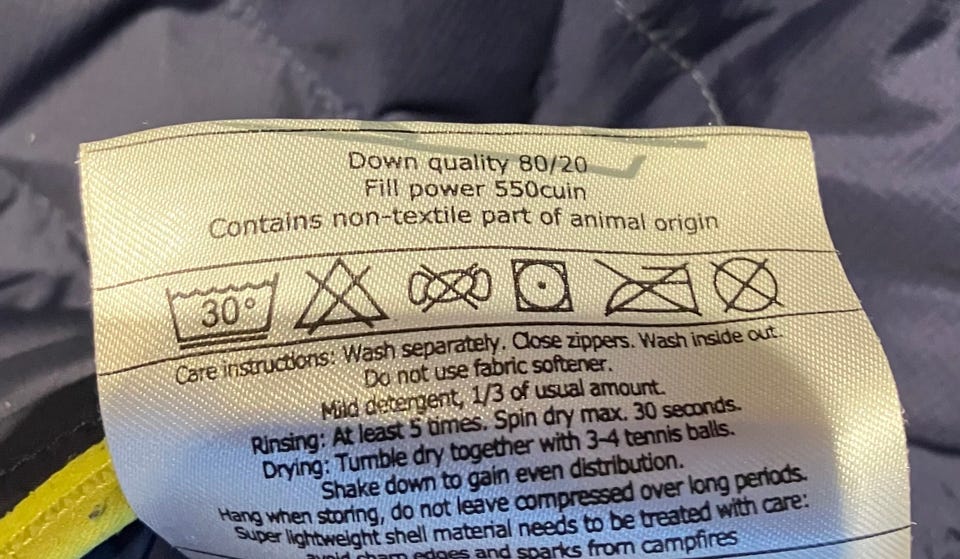 Down quality 80/20
Fill power 550cuin
Contains non-textile part of animal origin
30°
Care instructions: Wash separately. Close zippers. Wash inside out.
Do not use fabric softener.
Mild detergent, 1/3 of usual amount.
Rinsing: At least 5 times. Spin dry max. 30 seconds.
Drying: Tumble dry together with 3-4 tennis balls.
Shake down to gain even distribution.
Hang when storing, do not leave compressed over long periods.
Super lightweight shell material needs to be treated with care:
avoid sharp edges and sparks from campfires